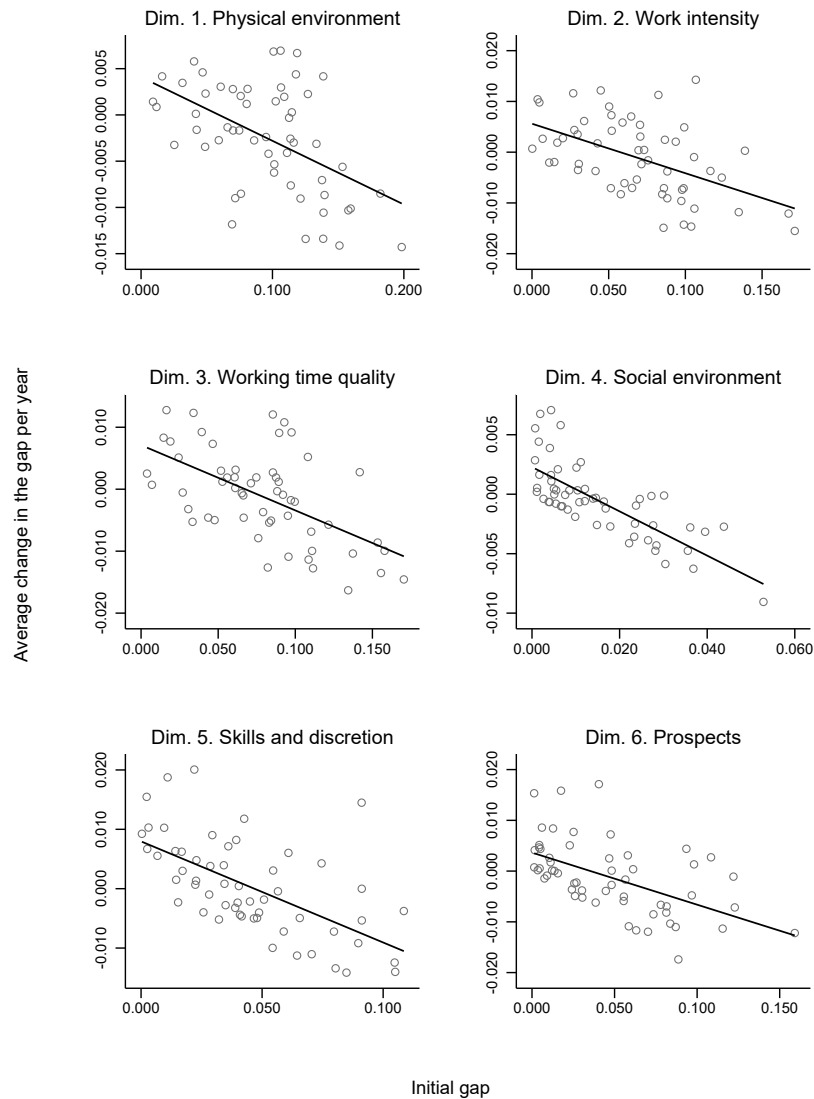 Dim. 1. Physical environment
0.005
0.000
-0.005
-0.010
-0.015
0.000 0.100 0.200
Dim. 2. Work intensity
0.020
0.010
0.000
-0.010
-0.020
0.000 0.050 0.100 0.150
Dim. 3. Working time quality
0.010
0.000
-0.010
-0.020
0.000 0.050 0.100 0.150
Dim. 4. Social environment
0.005
0.000
-0.005
-0.010
0.000 0.020 0.040 0.060
Dim. 5. Skills and discretion
0.020
0.010
0.000
-0.010
0.000 0.050 0.100
Dim. 6. Prospects
0.020
0.010
0.000
-0.010
-0.020
0.000 0.050 0.100 0.150
Average change in the gap per year
Initial gap